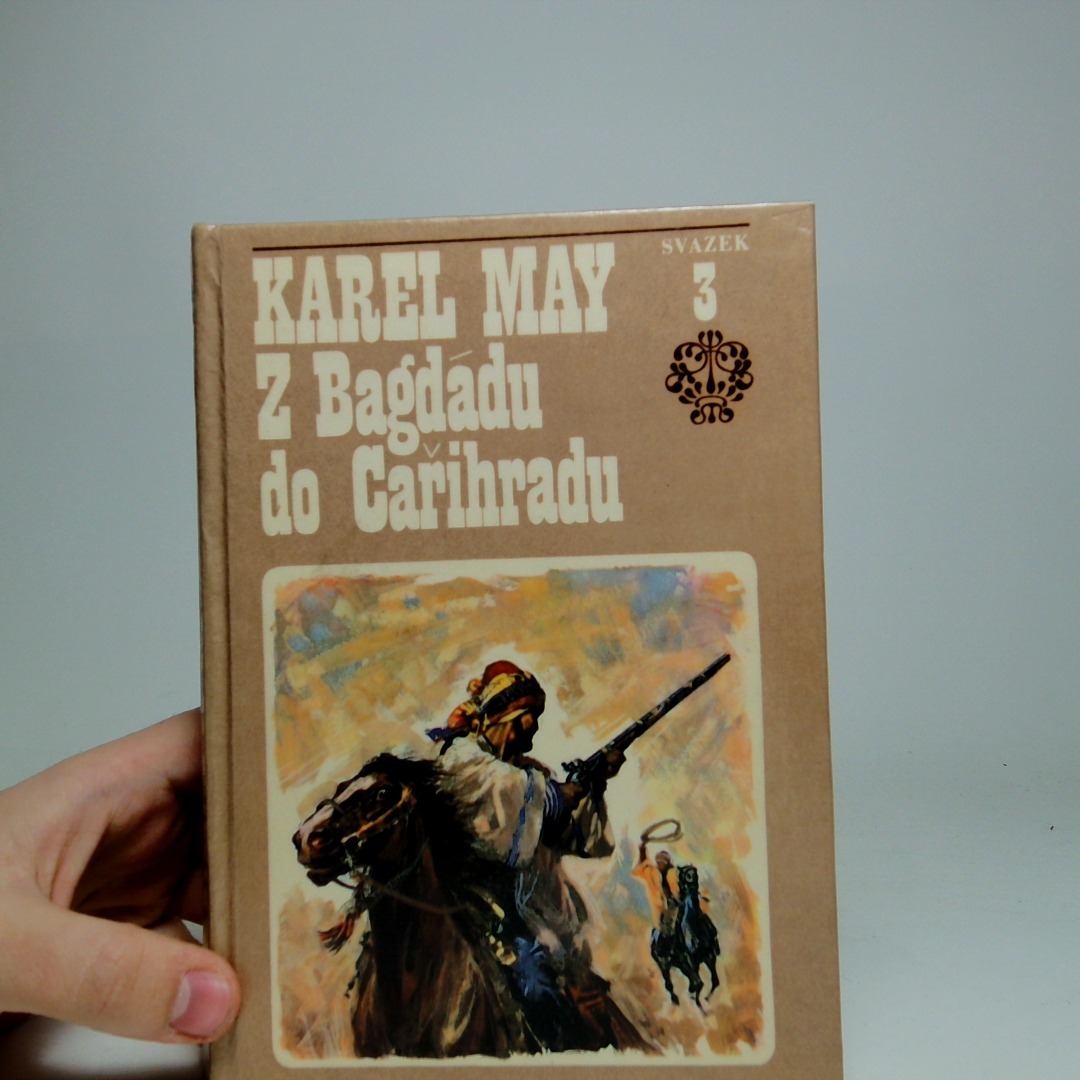 KAREL MAY
Z Bagdádu
do Cařihradu
SVAZEK
3